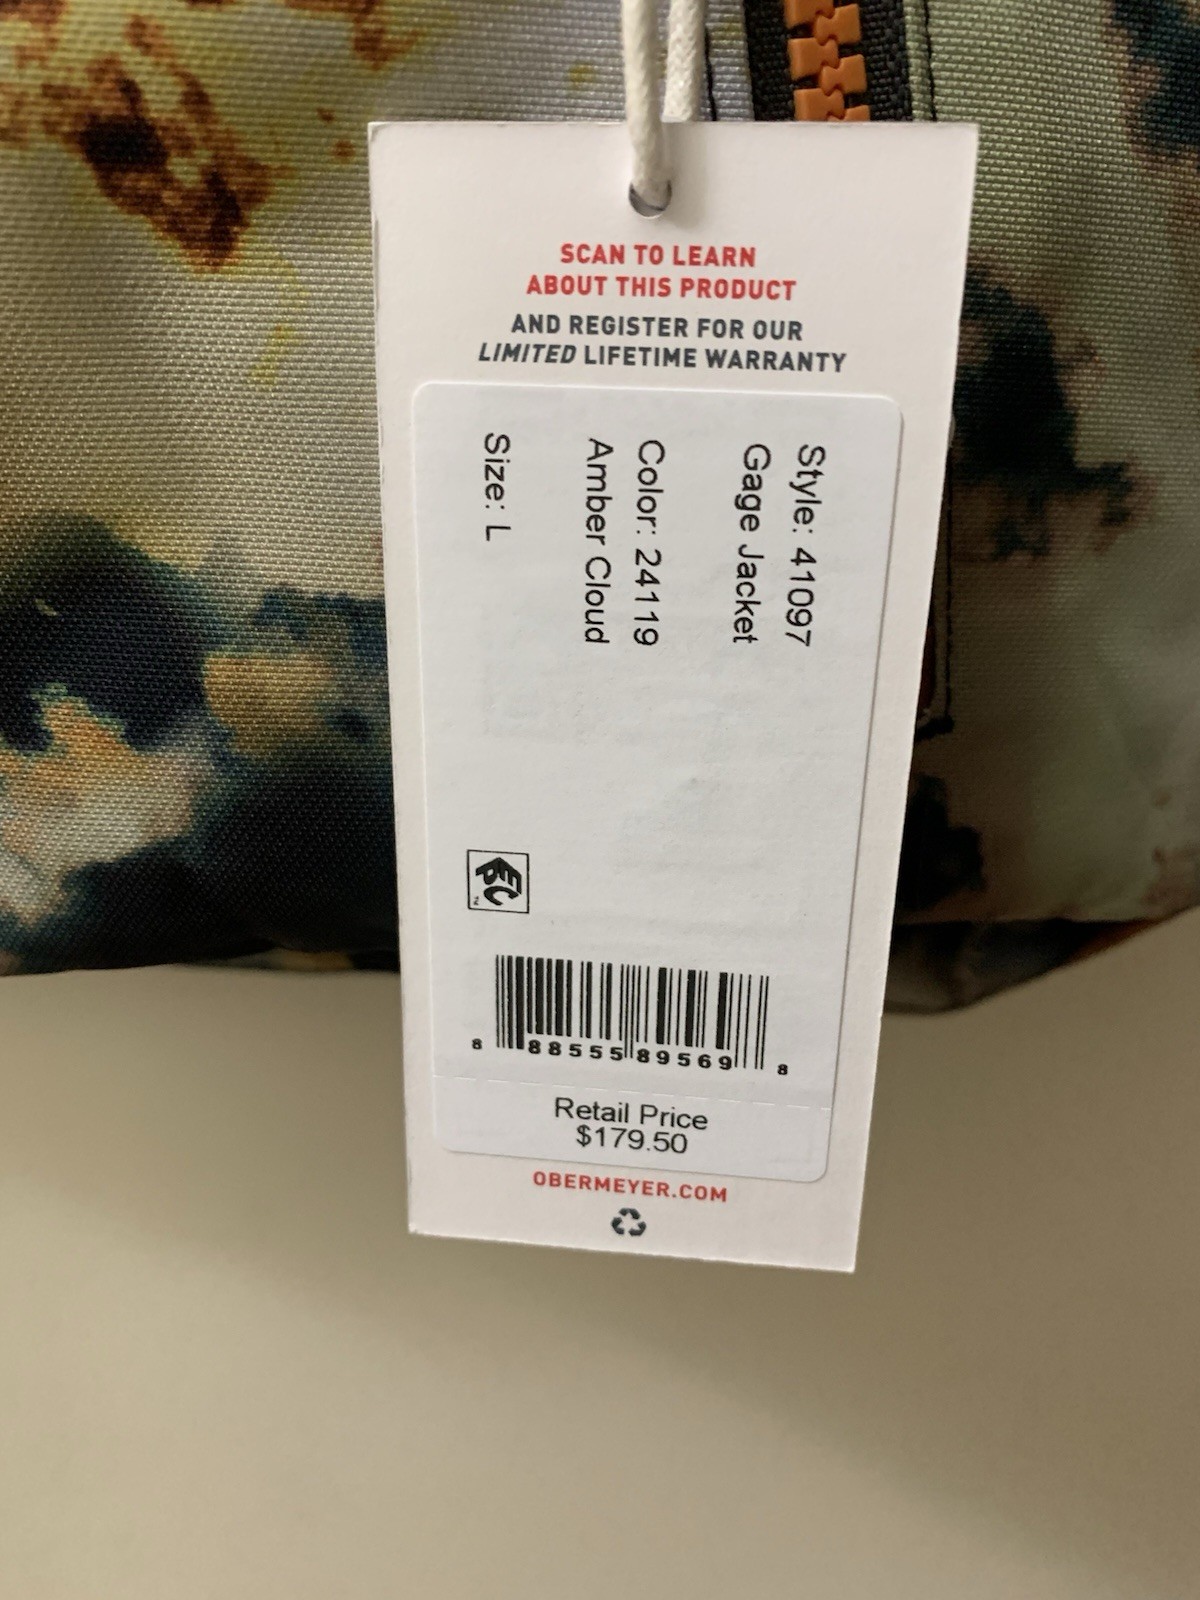 SCAN TO LEARN
ABOUT THIS PRODUCT
AND REGISTER FOR OUR
LIMITED LIFETIME WARRANTY
Style: 41097
Gage Jacket
Color: 24119
Amber Cloud
Size: L
EPC™
8 88555 89569 8
Retail Price
$179.50
OBERMEYER.COM